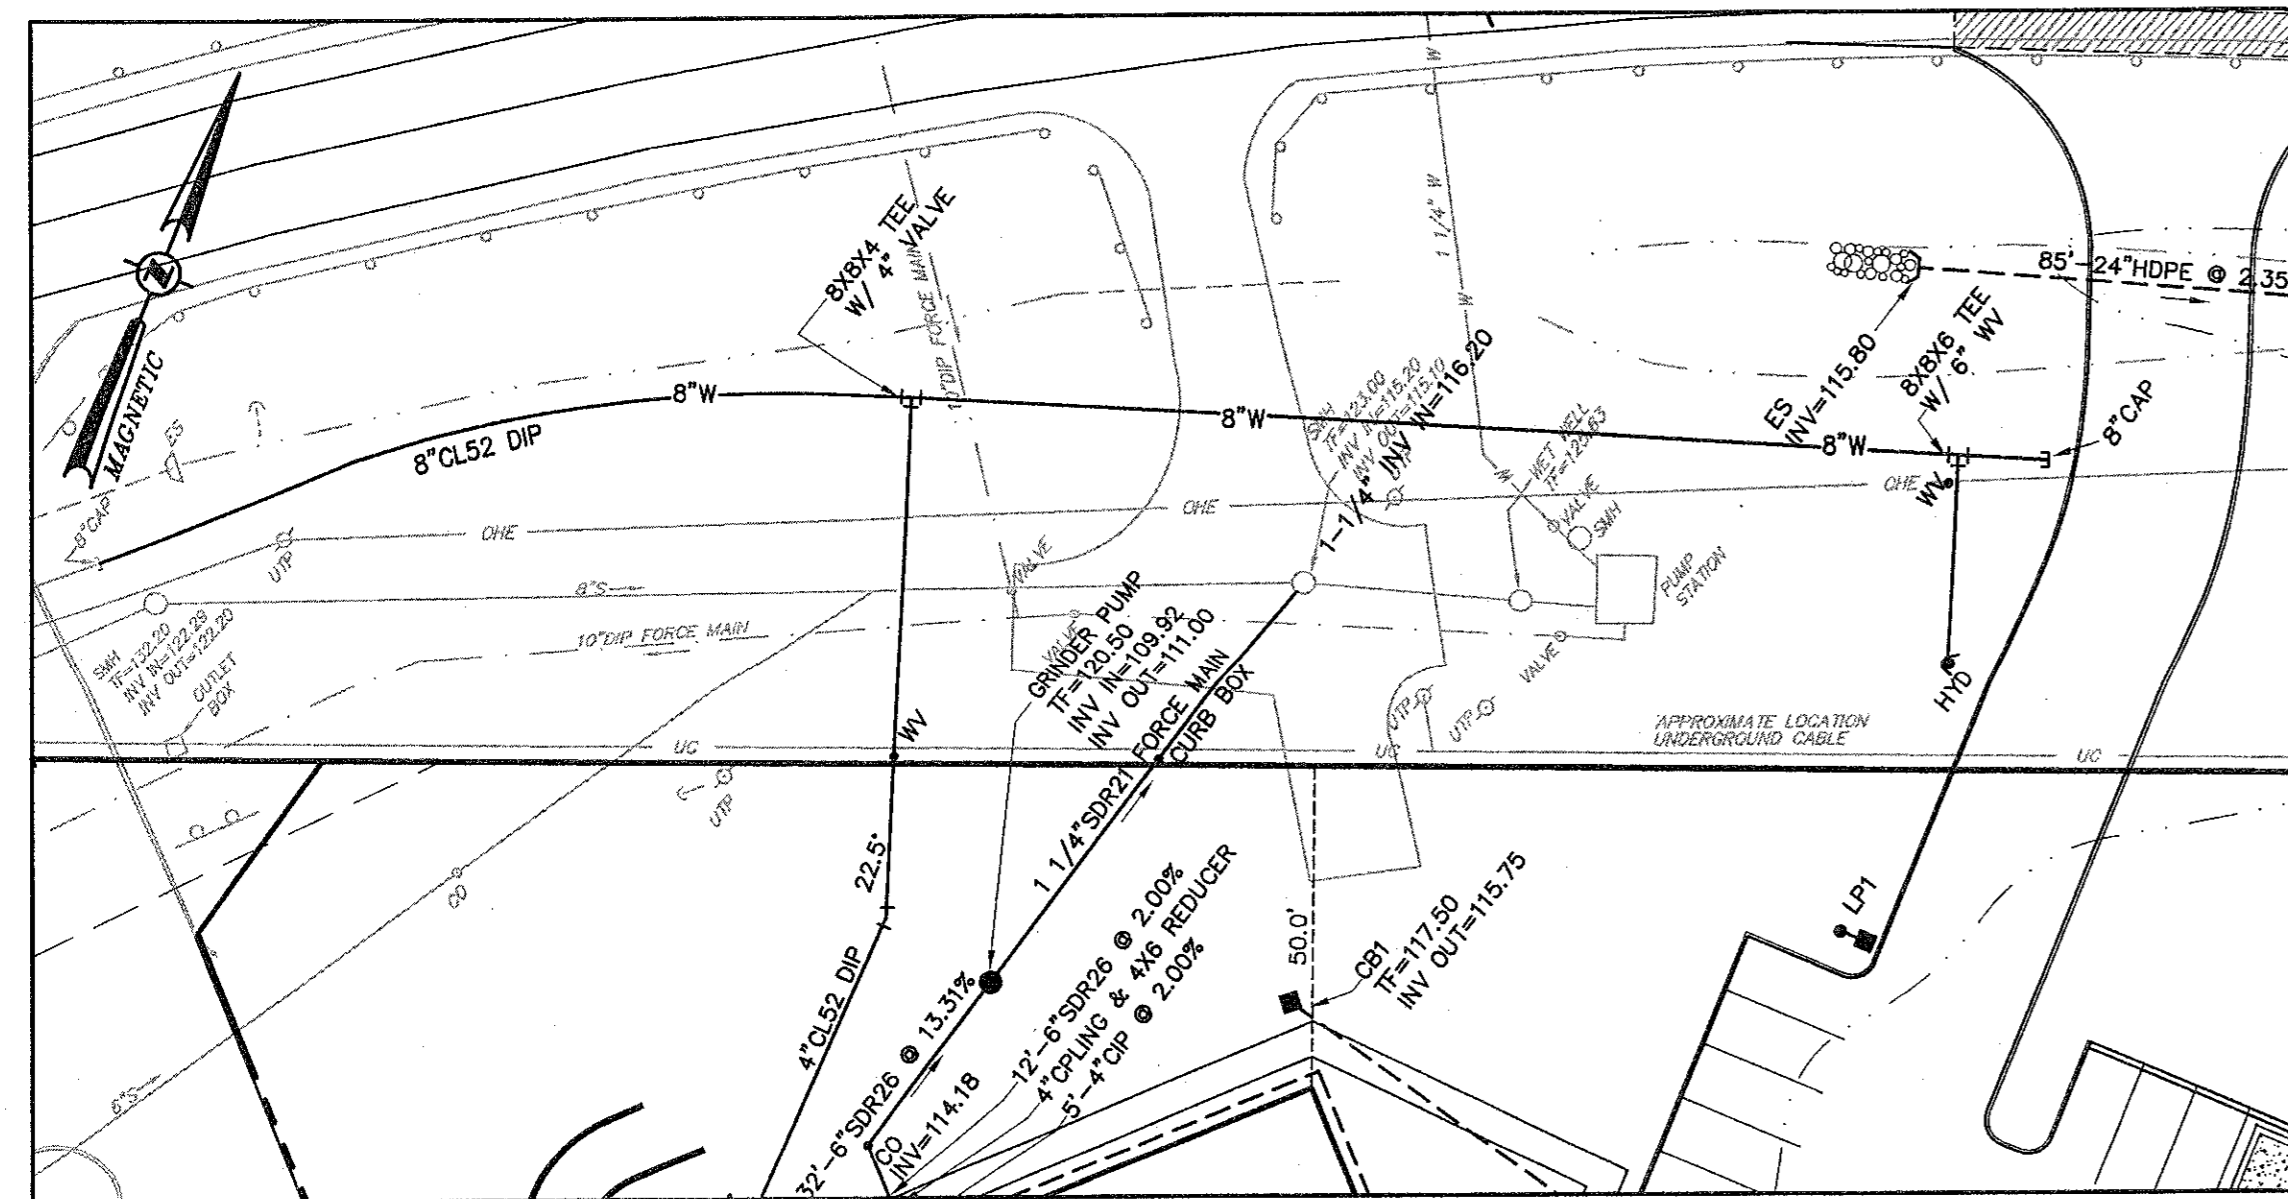 MAGNETIC
8"CAP
ES
8"CL52 DIP
8"W
8X8X4 TEE
W/ 4" VALVE
10"DIP FORCE MAIN
8"W
W
1 1/4" W
W
W
SMH
TF=123.00
INV IN=115.20
INV OUT=115.10
INV IN=116.20
1-1/4"
UTP
WET WELL
VALVE
SMH
PUMP
STATION
ES
INV=115.80
85'-24"HDPE @ 2.35
8X8X6 TEE
W/ 6" WV
8"W
8"CAP
WV
HYD
OHE
OHE
OHE
UTP
8"S
10"DIP FORCE MAIN
SMH
TF=132.20
INV IN=122.29
INV OUT=122.20
OUTLET
BOX
VALVE
VALVE
VALVE
GRINDER PUMP
TF=120.50
INV IN=109.92
INV OUT=111.00
1 1/4"SDR21 FORCE MAIN
CURB BOX
UTP
UTP
APPROXIMATE LOCATION
UNDERGROUND CABLE
UC
UC
UC
WV
UTP
CO
22.5°
4"CL52 DIP
6"S
32'-6"SDR26 @ 13.31%
CO
INV=114.18
12'-6"SDR26 @ 2.00%
4"CPLING & 4X6 REDUCER
5'-4"CIP @ 2.00%
50.0'
CB1
TF=117.50
INV OUT=115.75
LP1